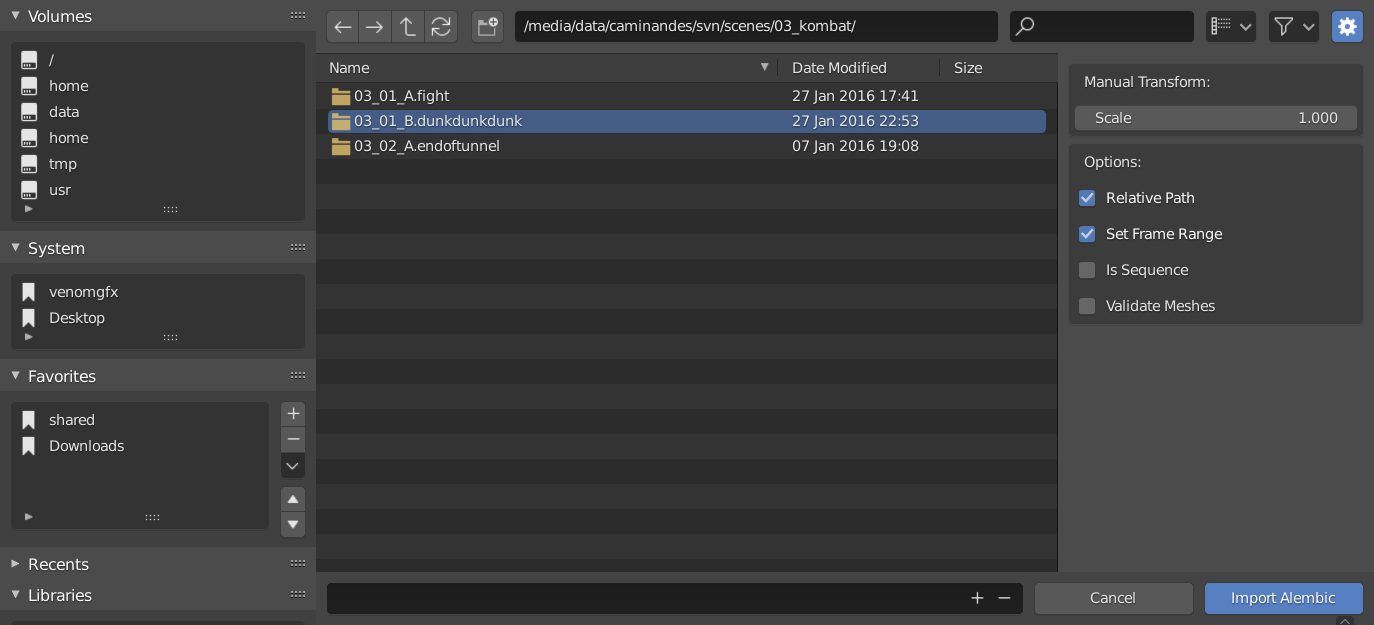 Volumes
/
home
data
home
tmp
usr
System
venomgfx
Desktop
Favorites
shared
Downloads
Recents
Libraries
/media/data/caminandes/svn/scenes/03_kombat/
Name Date Modified Size
03_01_A.fight 27 Jan 2016 17:41
03_01_B.dunkdunkdunk 27 Jan 2016 22:53
03_02_A.endoftunnel 07 Jan 2016 19:08
Manual Transform:
Scale 1.000
Options:
Relative Path
Set Frame Range
Is Sequence
Validate Meshes
Cancel Import Alembic